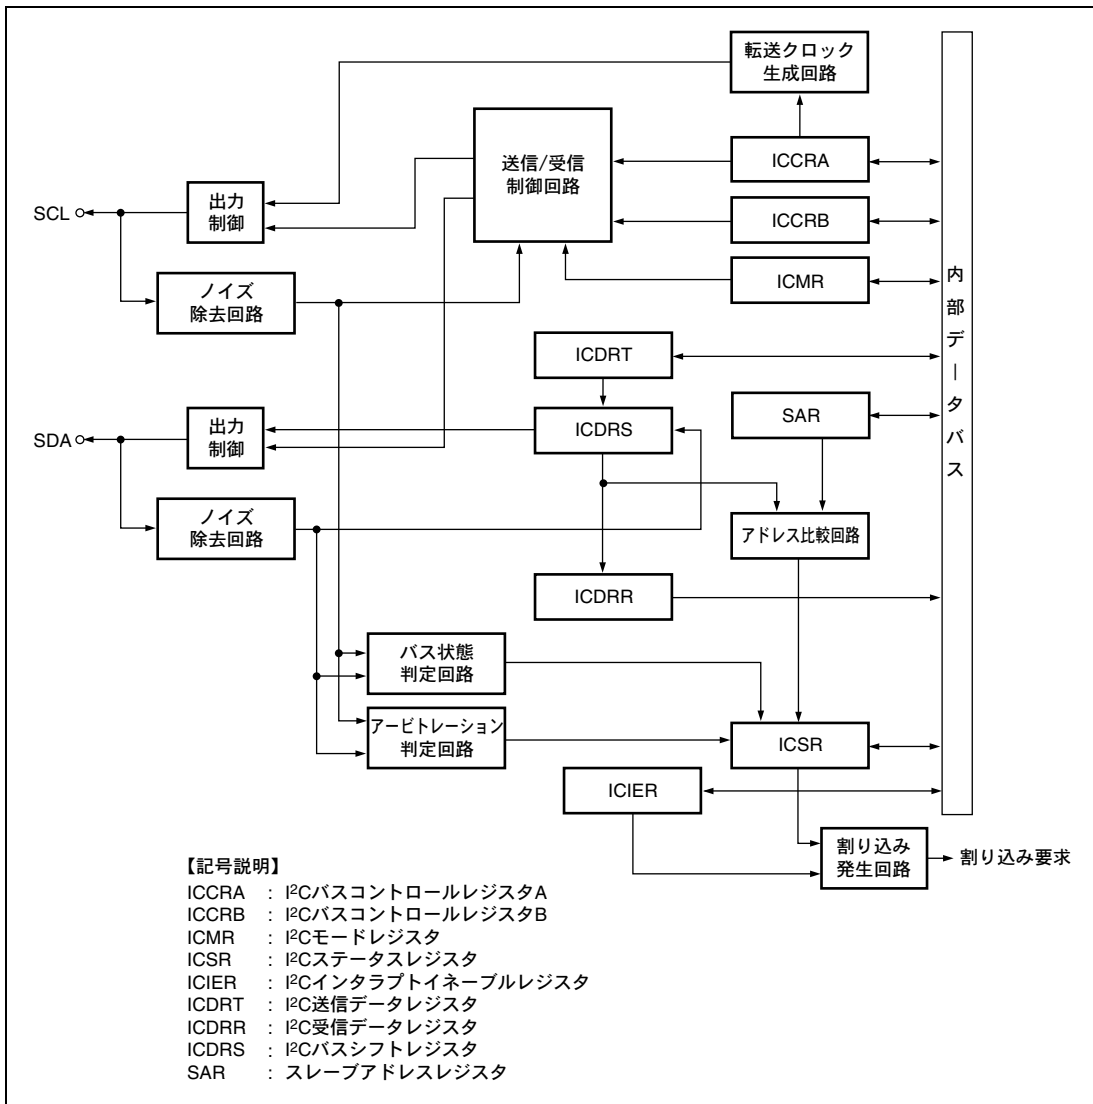 転送クロック
生成回路
送信/受信
制御回路
ICCRA
SCL
出力
制御
ICCRB
ICMR
ノイズ
除去回路
内部データバス
ICDRT
SAR
SDA
出力
制御
ICDRS
ノイズ
除去回路
アドレス比較回路
ICDRR
バス状態
判定回路
アービトレーション
判定回路
ICSR
ICIER
割り込み
発生回路
割り込み要求
【記号説明】
ICCRA : I²CバスコントロールレジスタA
ICCRB : I²CバスコントロールレジスタB
ICMR : I²Cモードレジスタ
ICSR : I²Cステータスレジスタ
ICIER : I²Cインタラプトイネーブルレジスタ
ICDRT : I²C送信データレジスタ
ICDRR : I²C受信データレジスタ
ICDRS : I²Cバスシフトレジスタ
SAR : スレーブアドレスレジスタ